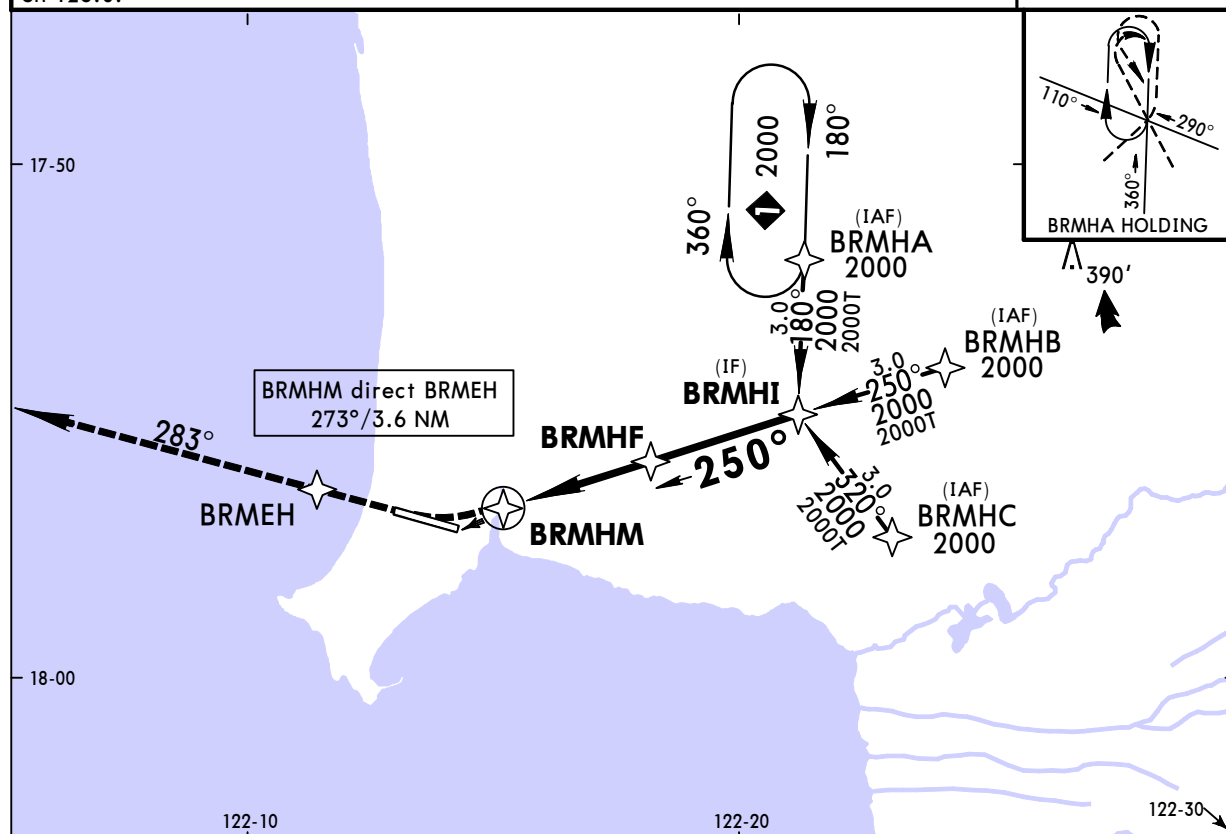 17-50
18-00
122-10
122-20
122-30
110°
290°
360°
BRMHA HOLDING
390'
360°
1
2000
180°
(IAF)
BRMHA
2000
3.0
180°
2000
2000T
(IAF)
BRMHB
2000
3.0
250°
2000
2000T
(IF)
BRMHI
(IAF)
BRMHC
2000
3.0
320°
2000
2000T
BRMHF
250°
BRMHM direct BRMEH
273°/3.6 NM
283°
BRMEH
BRMHM